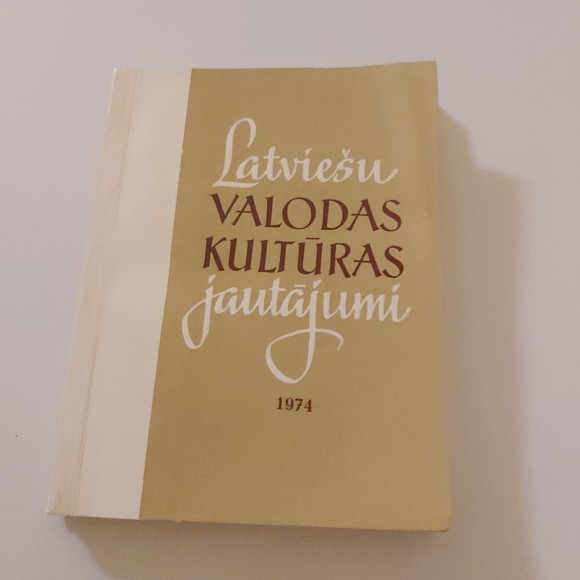 Latviešu
VALODAS
KULTŪRAS
jautājumi
1974